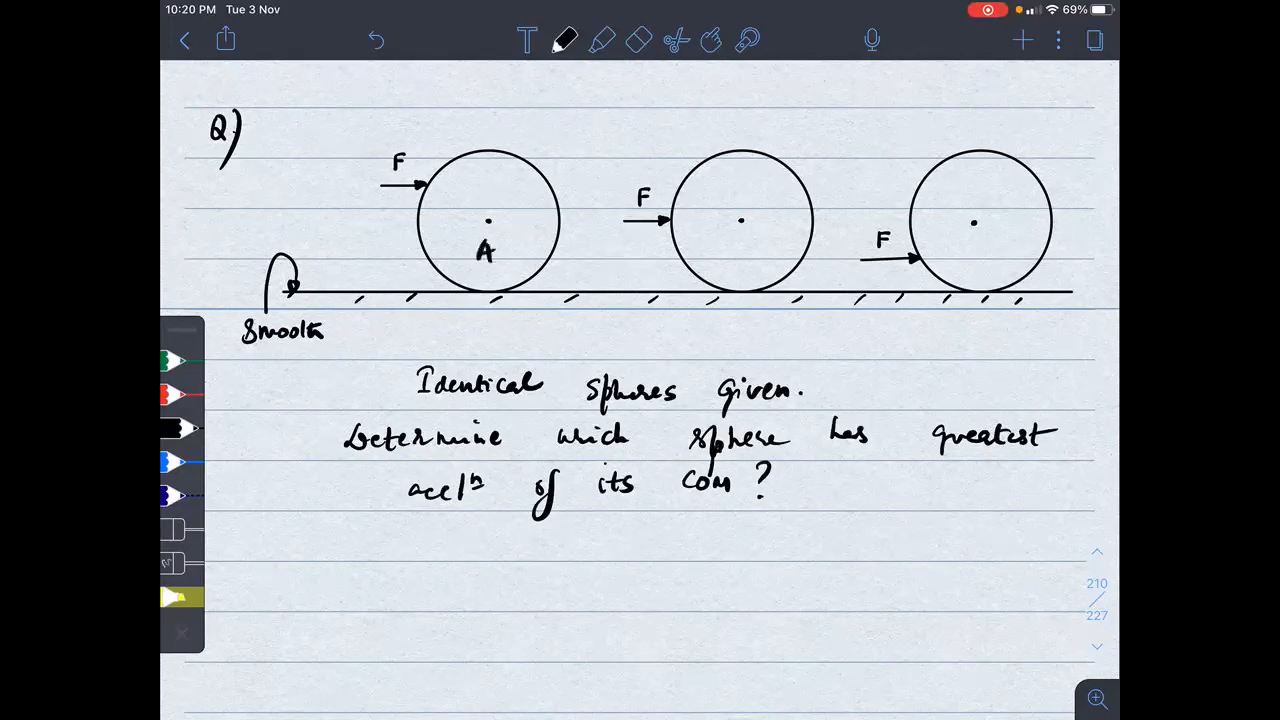 10:20 PM Tue 3 Nov
69%
Q)
F
F
F
A
Smooth
Identical spheres given.
Determine which sphere has greatest
accln of its COM ?
210
227